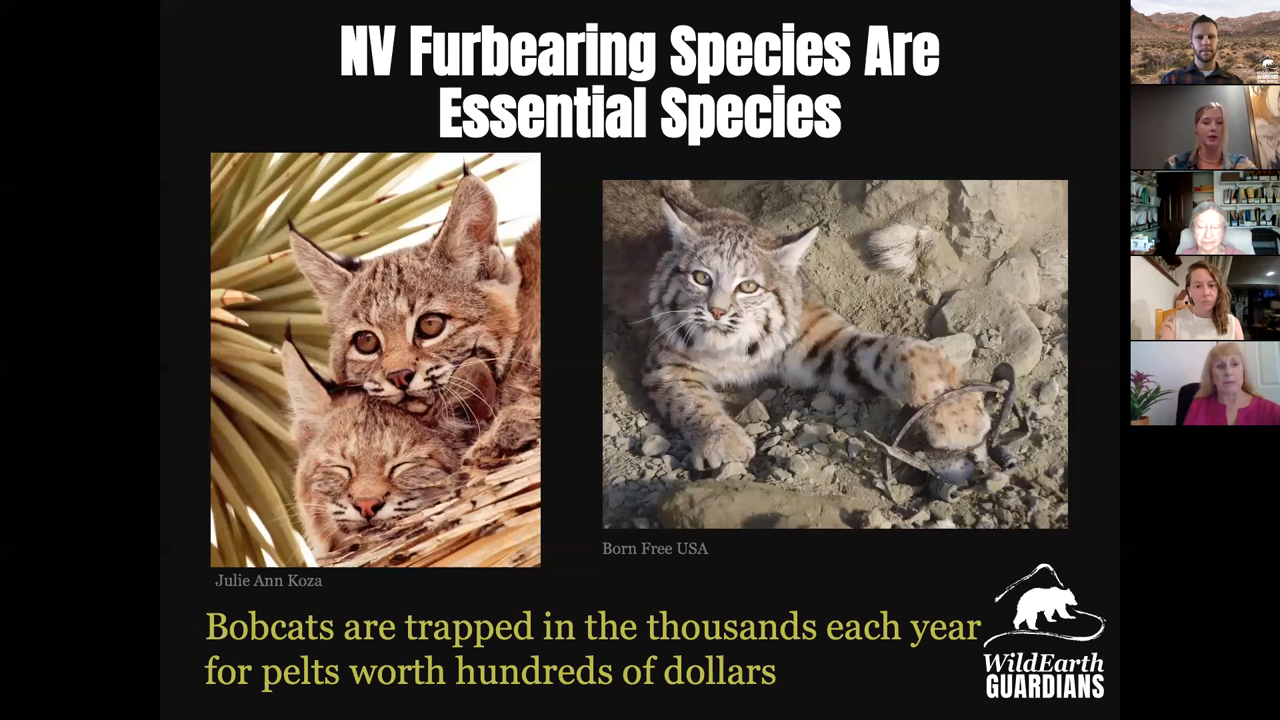 NV Furbearing Species Are
Essential Species
Julie Ann Koza
Born Free USA
Bobcats are trapped in the thousands each year
for pelts worth hundreds of dollars
WildEarth
GUARDIANS